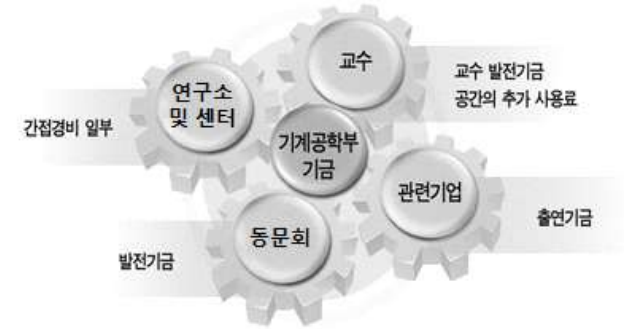 교수
교수 발전기금
공간의 추가 사용료
연구소
및 센터
간접경비 일부
기계공학부
기금
관련기업
출연기금
동문회
발전기금